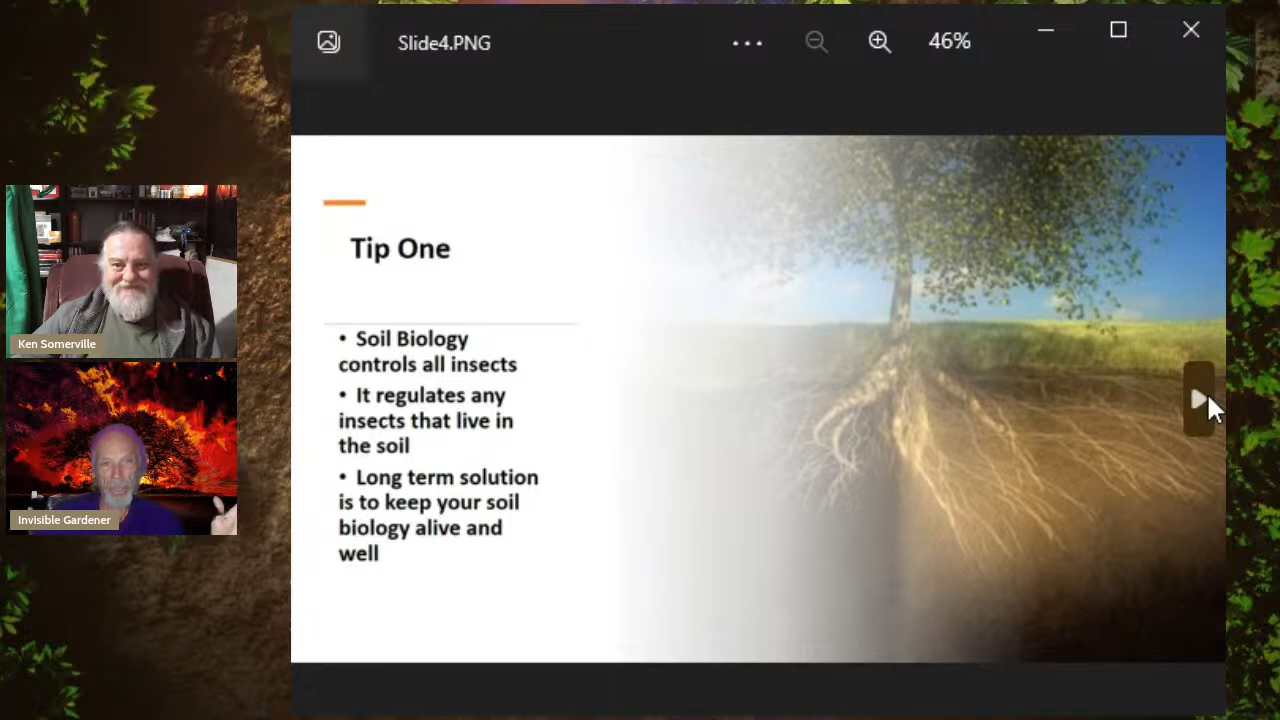 Slide4.PNG
46%
Tip One
• Soil Biology
controls all insects
• It regulates any
insects that live in
the soil
• Long term solution
is to keep your soil
biology alive and
well
Ken Somerville
Invisible Gardener